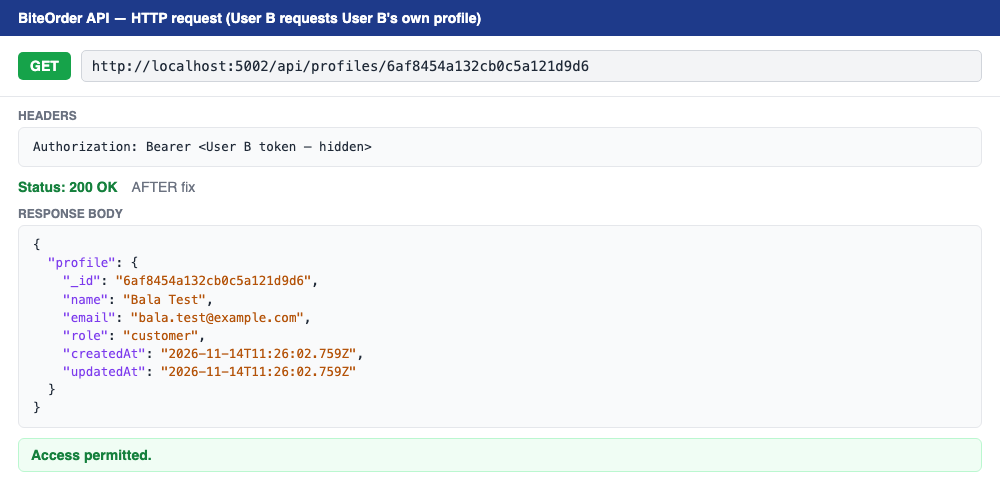 BiteOrder API — HTTP request (User B requests User B's own profile)
GET http://localhost:5002/api/profiles/6af8454a132cb0c5a121d9d6
HEADERS
Authorization: Bearer <User B token — hidden>
Status: 200 OK AFTER fix
RESPONSE BODY
{
"profile": {
"_id": "6af8454a132cb0c5a121d9d6",
"name": "Bala Test",
"email": "bala.test@example.com",
"role": "customer",
"createdAt": "2026-11-14T11:26:02.759Z",
"updatedAt": "2026-11-14T11:26:02.759Z"
}
}
Access permitted.